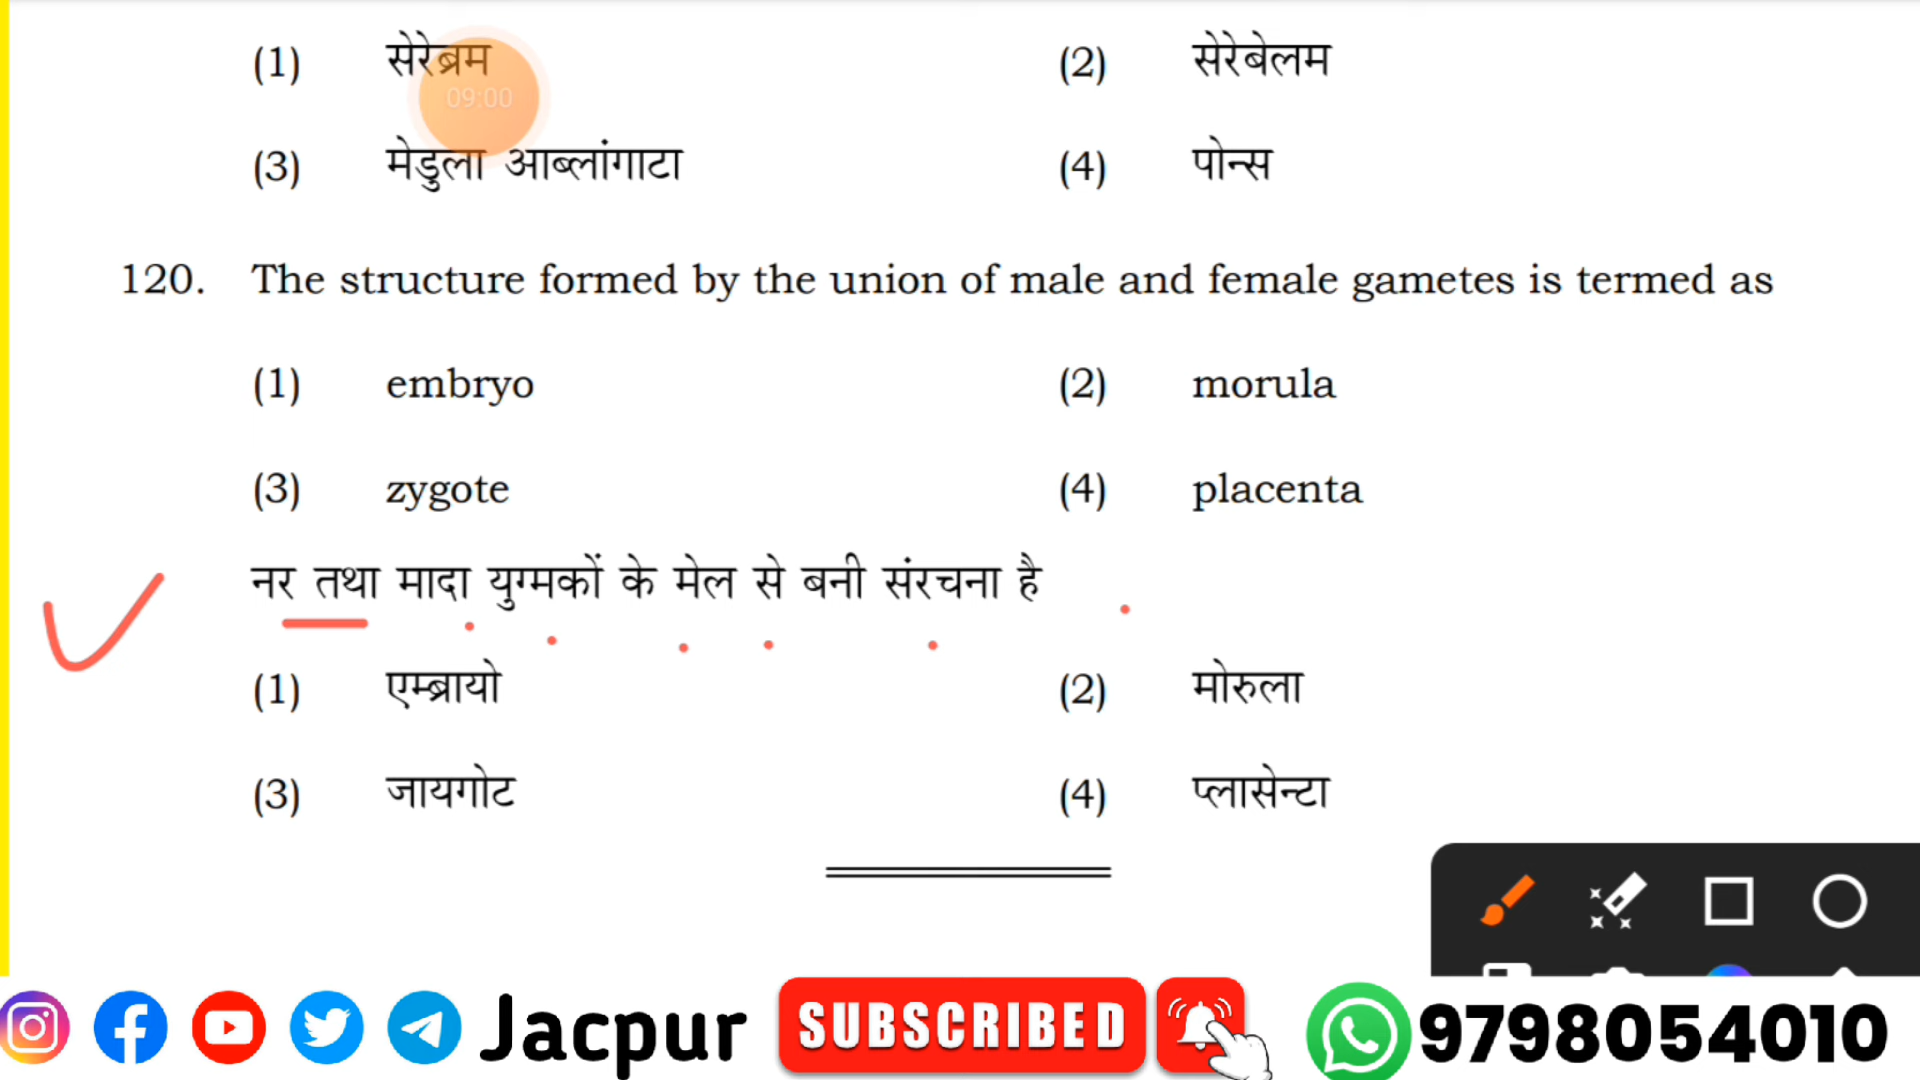 (1) सेरेब्रम (2) सेरेबेलम
09:00
(3) मेडुला आब्लांगाटा (4) पोन्स
120. The structure formed by the union of male and female gametes is termed as
(1) embryo (2) morula
(3) zygote (4) placenta
नर तथा मादा युग्मकों के मेल से बनी संरचना है
(1) एम्ब्रायो (2) मोरुला
(3) जायगोट (4) प्लासेन्टा
Jacpur SUBSCRIBED 9798054010